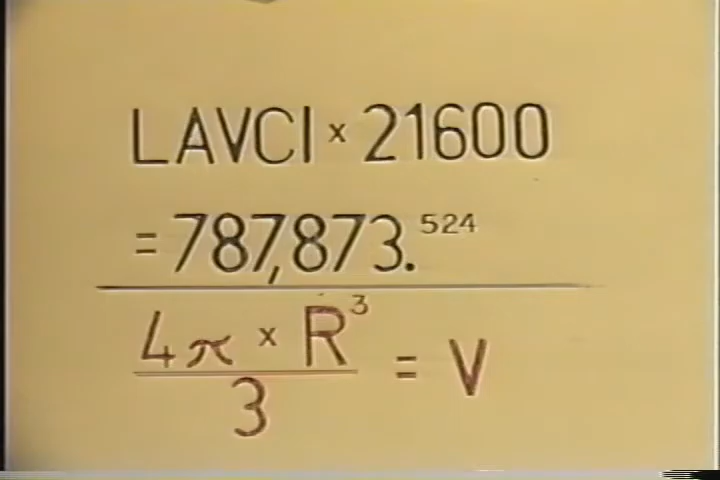 LAVCI x 21600
= 787,873.524
4π x R³ = V
3